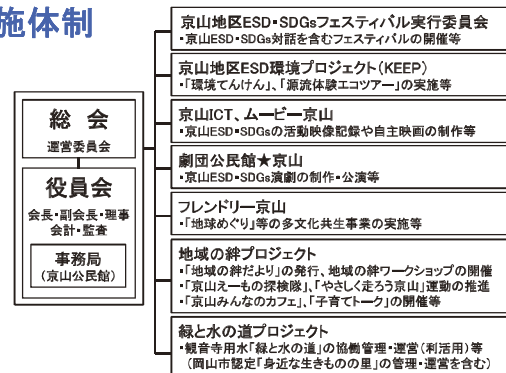 施体制
総 会
運営委員会
役員会
会長・副会長・理事
会計・監査
事務局
(京山公民館)
京山地区ESD・SDGsフェスティバル実行委員会
・京山ESD・SDGs対話を含むフェスティバルの開催等
京山地区ESD環境プロジェクト(KEEP)
・「環境てんけん」、「源流体験エコツアー」の実施等
京山ICT、ムービー京山
・京山ESD・SDGsの活動映像記録や自主映画の制作等
劇団公民館★京山
・京山ESD・SDGs演劇の制作・公演等
フレンドリー京山
・「地球めぐり」等の多文化共生事業の実施等
地域の絆プロジェクト
・「地域の絆だより」の発行、地域の絆ワークショップの開催
・「京山えーもの探検隊」、「やさしく走ろう京山」運動の推進
・「京山みんなのカフェ」、「子育てトーク」の開催等
緑と水の道プロジェクト
・観音寺用水「緑と水の道」の協働管理・運営(利活用)等
(岡山市認定「身近な生きものの里」の管理・運営を含む)